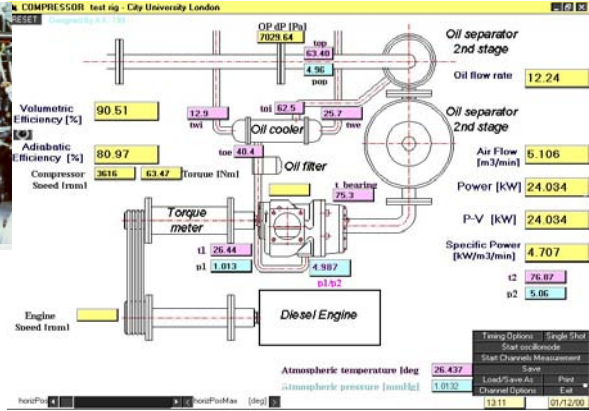 COMPRESSOR test rig - City University London
RESET
OP dP [Pa]
7029.64
top
63.40
4.96
pop
Oil separator
2nd stage
Oil flow rate
12.24
Volumetric
Efficiency [%]
90.51
12.9
twi
toi
62.5
25.7
twe
Oil cooler
Oil separator
2nd stage
Adiabatic
Efficiency [%]
80.97
toe
40.4
Oil filter
Air Flow
[m3/min]
5.106
Compressor
Speed [rpm]
3616
63.47
Torque [Nm]
t_bearing
75.3
Power [kW]
24.034
Torque
meter
P-V [kW]
24.034
t1
26.44
p1
1.013
4.987
p1/p2
Specific Power
[kW/m3/min]
4.707
t2
76.87
p2
5.06
Engine
Speed [rpm]
Diesel Engine
Timing Options
Single Shot
Start oscillomode
Start Channels Measurement
Save
Load/Save As
Print
Channel Options
Exit
Atmospheric temperature [deg
26.437
Atmospheric pressure [mmHg]
1.0132
horizPos
horizPosMax
[deg]
13:11
01/12/00